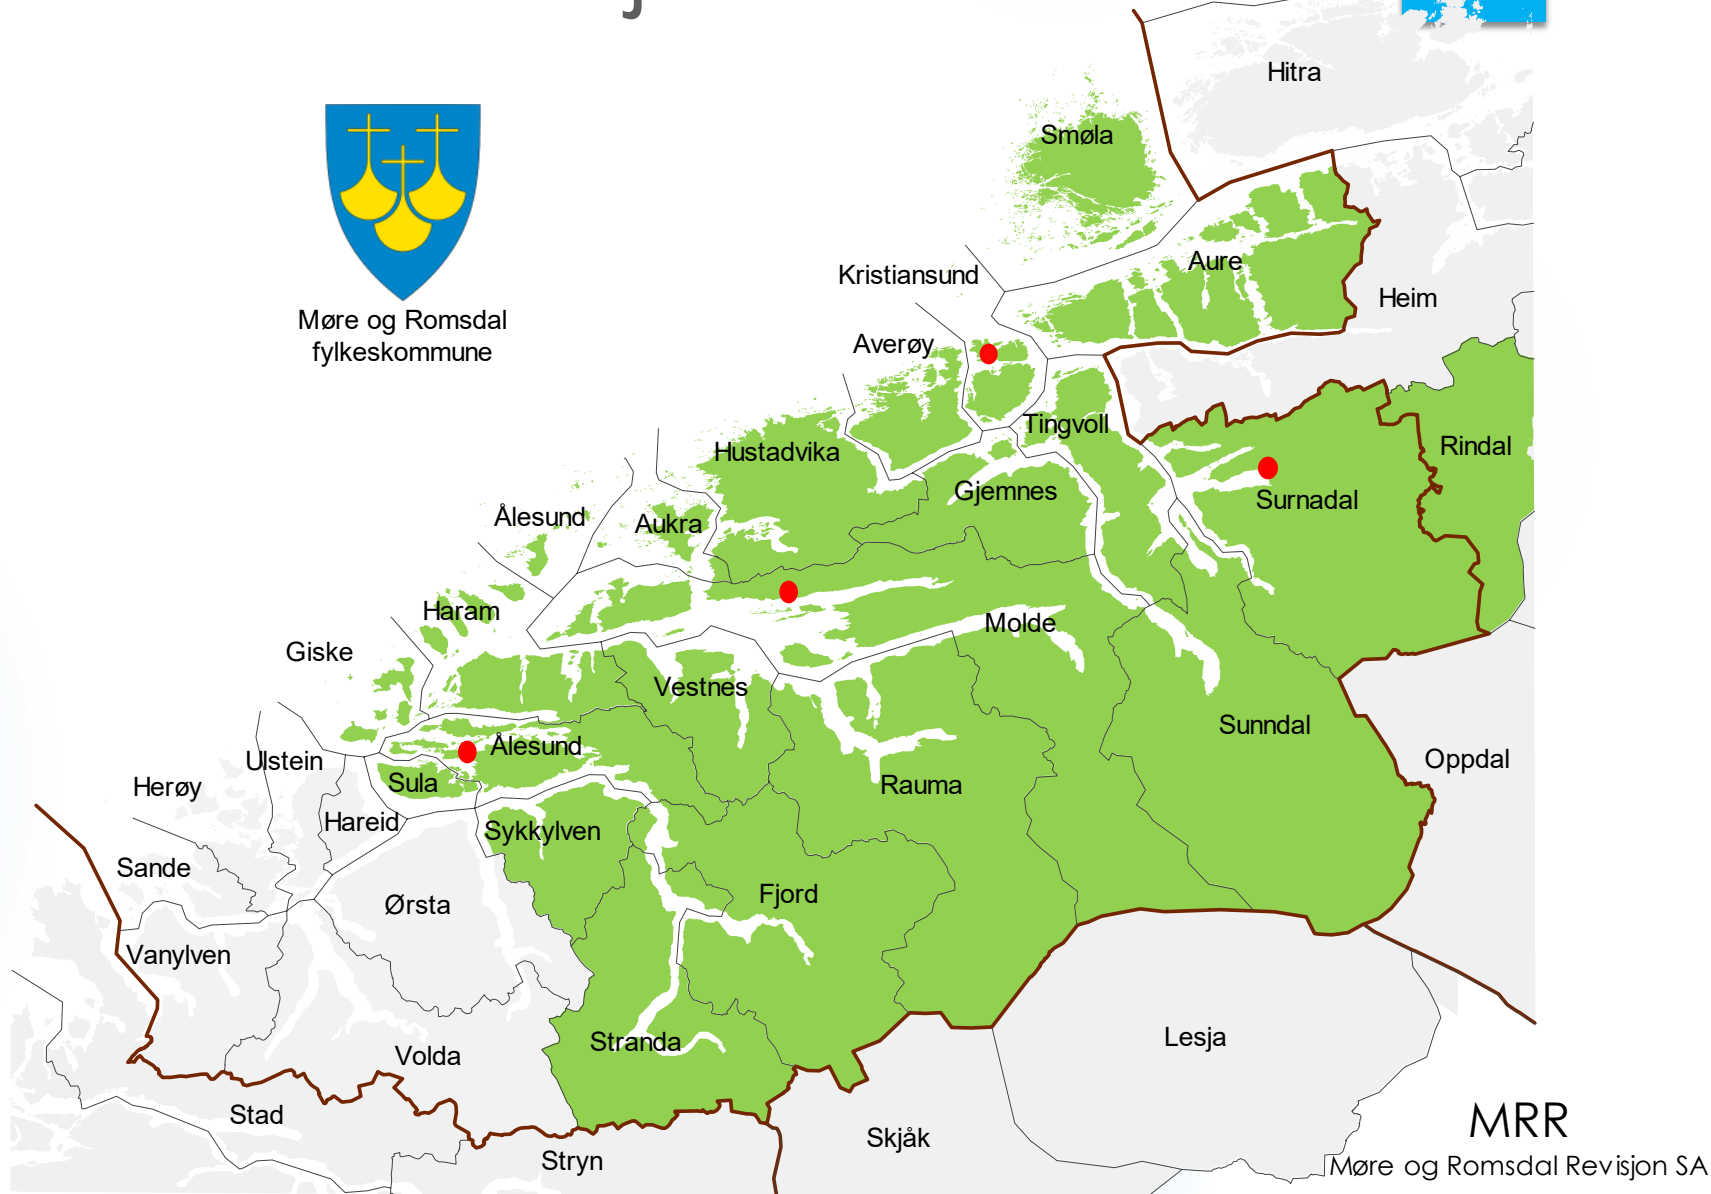 Hitra
Smøla
Aure
Kristiansund
Heim
Møre og Romsdal
fylkeskommune
Averøy
Tingvoll
Rindal
Hustadvika
Gjemnes
Surnadal
Ålesund
Aukra
Haram
Molde
Giske
Vestnes
Sunndal
Ålesund
Ulstein
Oppdal
Herøy
Sula
Rauma
Hareid
Sykkylven
Sande
Fjord
Ørsta
Vanylven
Lesja
Stranda
Volda
Stad
MRR
Skjåk
Stryn
Møre og Romsdal Revisjon SA